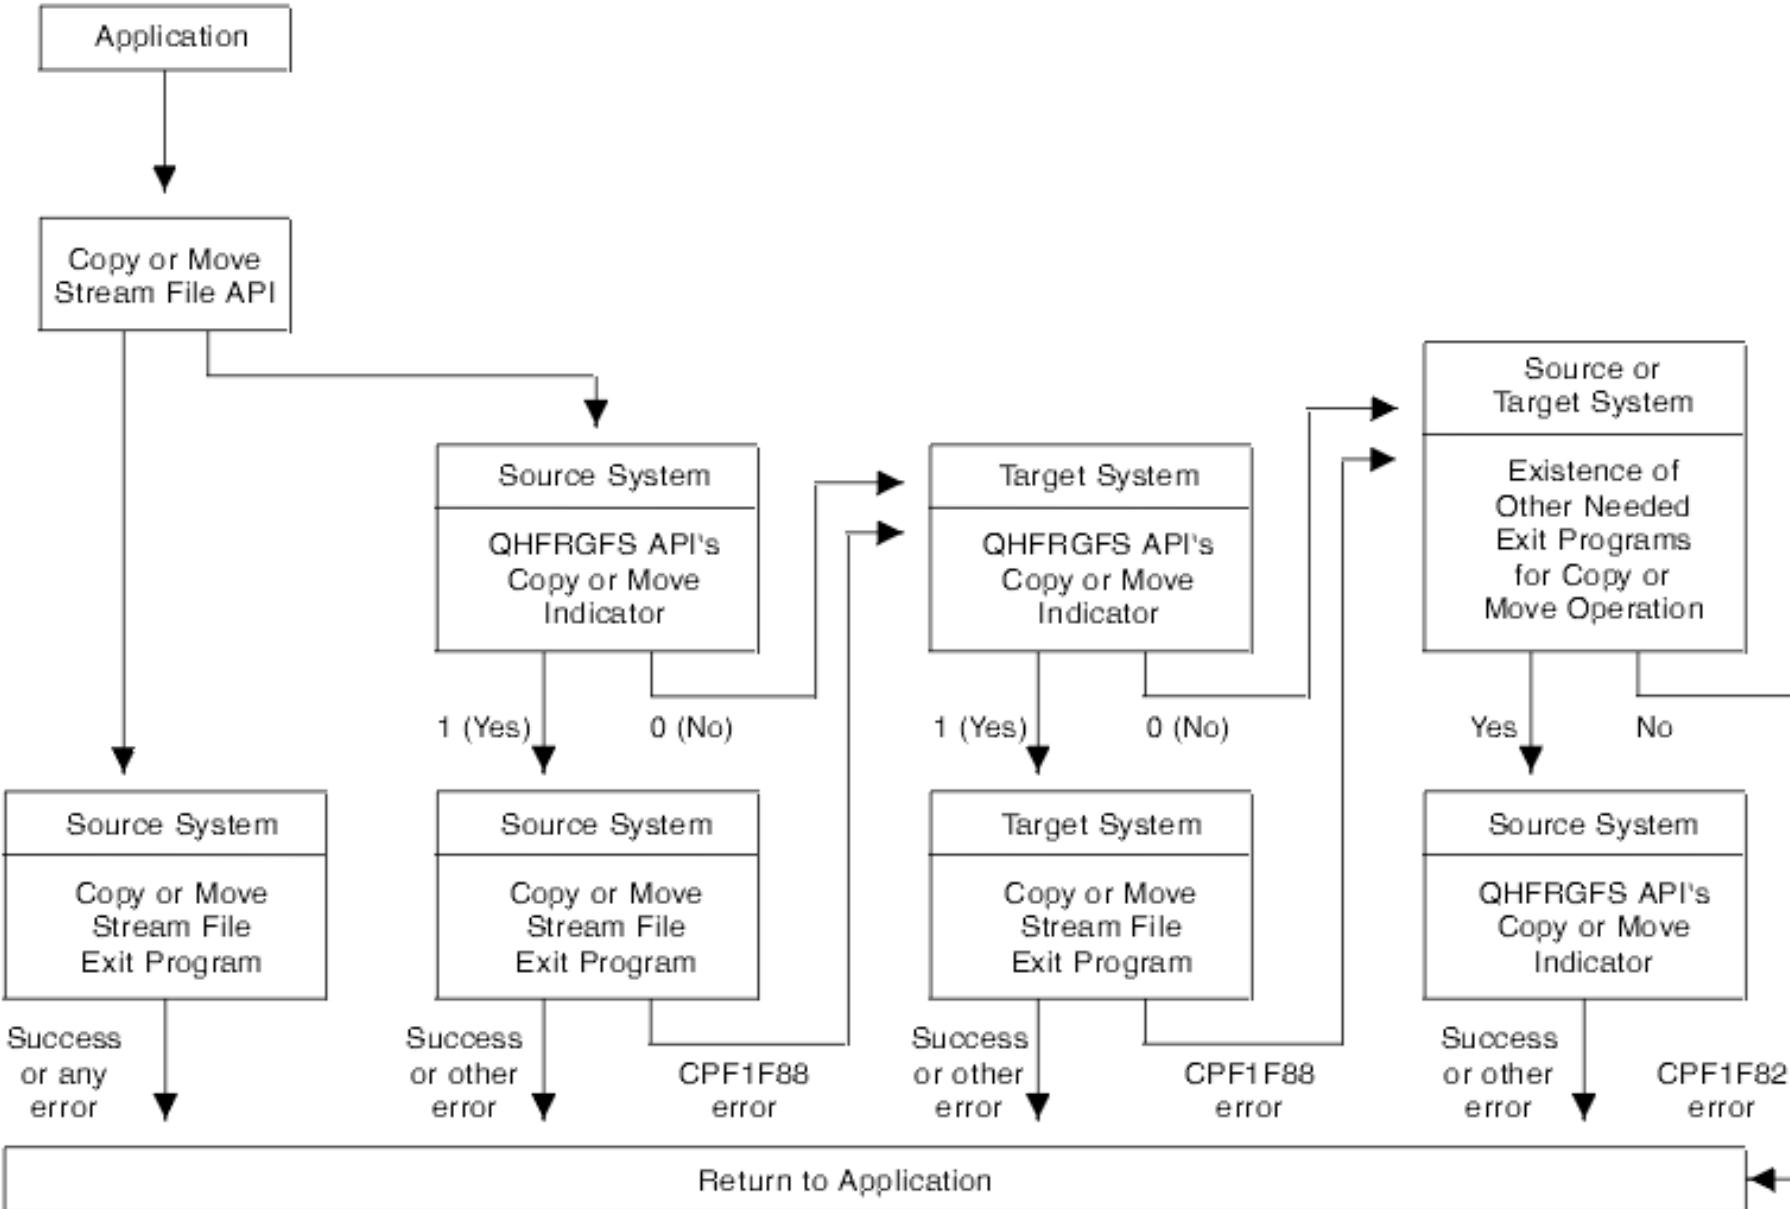 Application
Copy or Move
Stream File API
Source or
Target System
Existence of
Other Needed
Exit Programs
for Copy or
Move Operation
Source System
QHFRGFS API's
Copy or Move
Indicator
Target System
QHFRGFS API's
Copy or Move
Indicator
1 (Yes)
0 (No)
1 (Yes)
0 (No)
Yes
No
Source System
Copy or Move
Stream File
Exit Program
Source System
Copy or Move
Stream File
Exit Program
Target System
Copy or Move
Stream File
Exit Program
Source System
QHFRGFS API's
Copy or Move
Indicator
Success
or any
error
Success
or other
error
CPF1F88
error
Success
or other
error
CPF1F88
error
Success
or other
error
CPF1F82
error
Return to Application